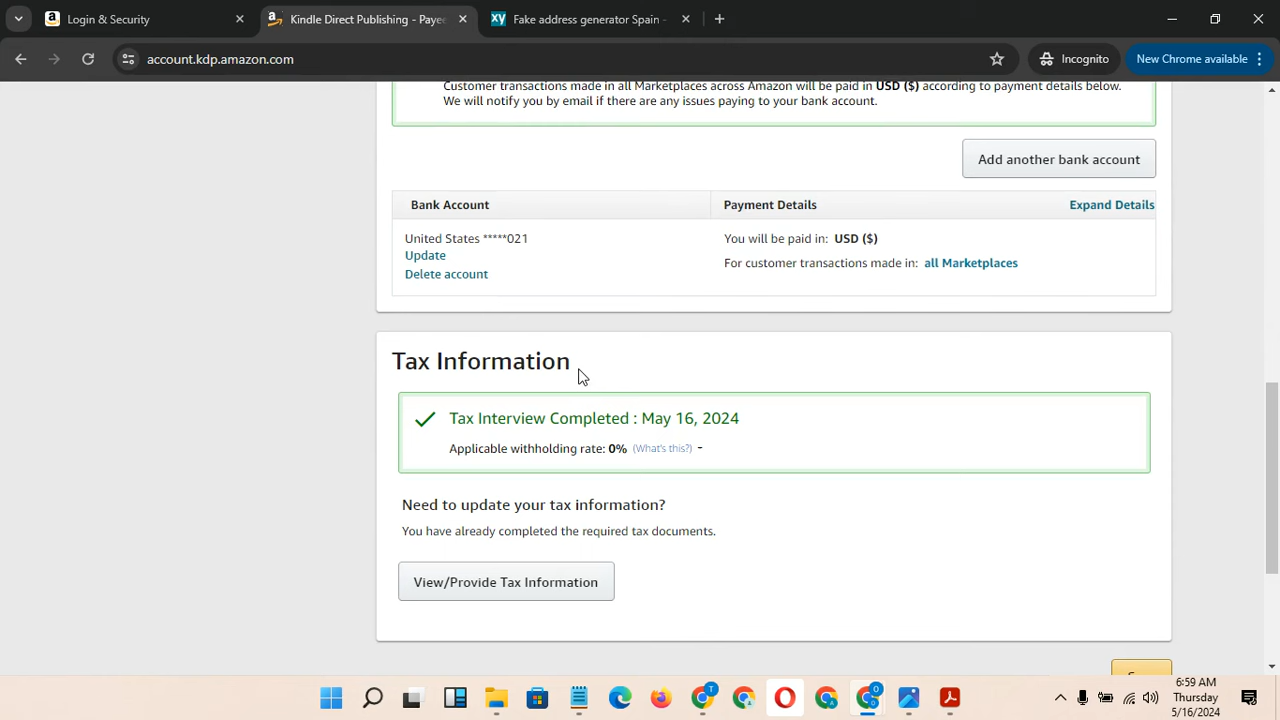 Login & Security
Kindle Direct Publishing - Payee
Fake address generator Spain -
account.kdp.amazon.com
Incognito
New Chrome available
Customer transactions made in all Marketplaces across Amazon will be paid in USD ($) according to payment details below.
We will notify you by email if there are any issues paying to your bank account.
Add another bank account
Bank Account
Payment Details
Expand Details
United States *****021
You will be paid in: USD ($)
Update
For customer transactions made in: all Marketplaces
Delete account
Tax Information
Tax Interview Completed : May 16, 2024
Applicable withholding rate: 0% (What's this?) -
Need to update your tax information?
You have already completed the required tax documents.
View/Provide Tax Information
6:59 AM
Thursday
5/16/2024